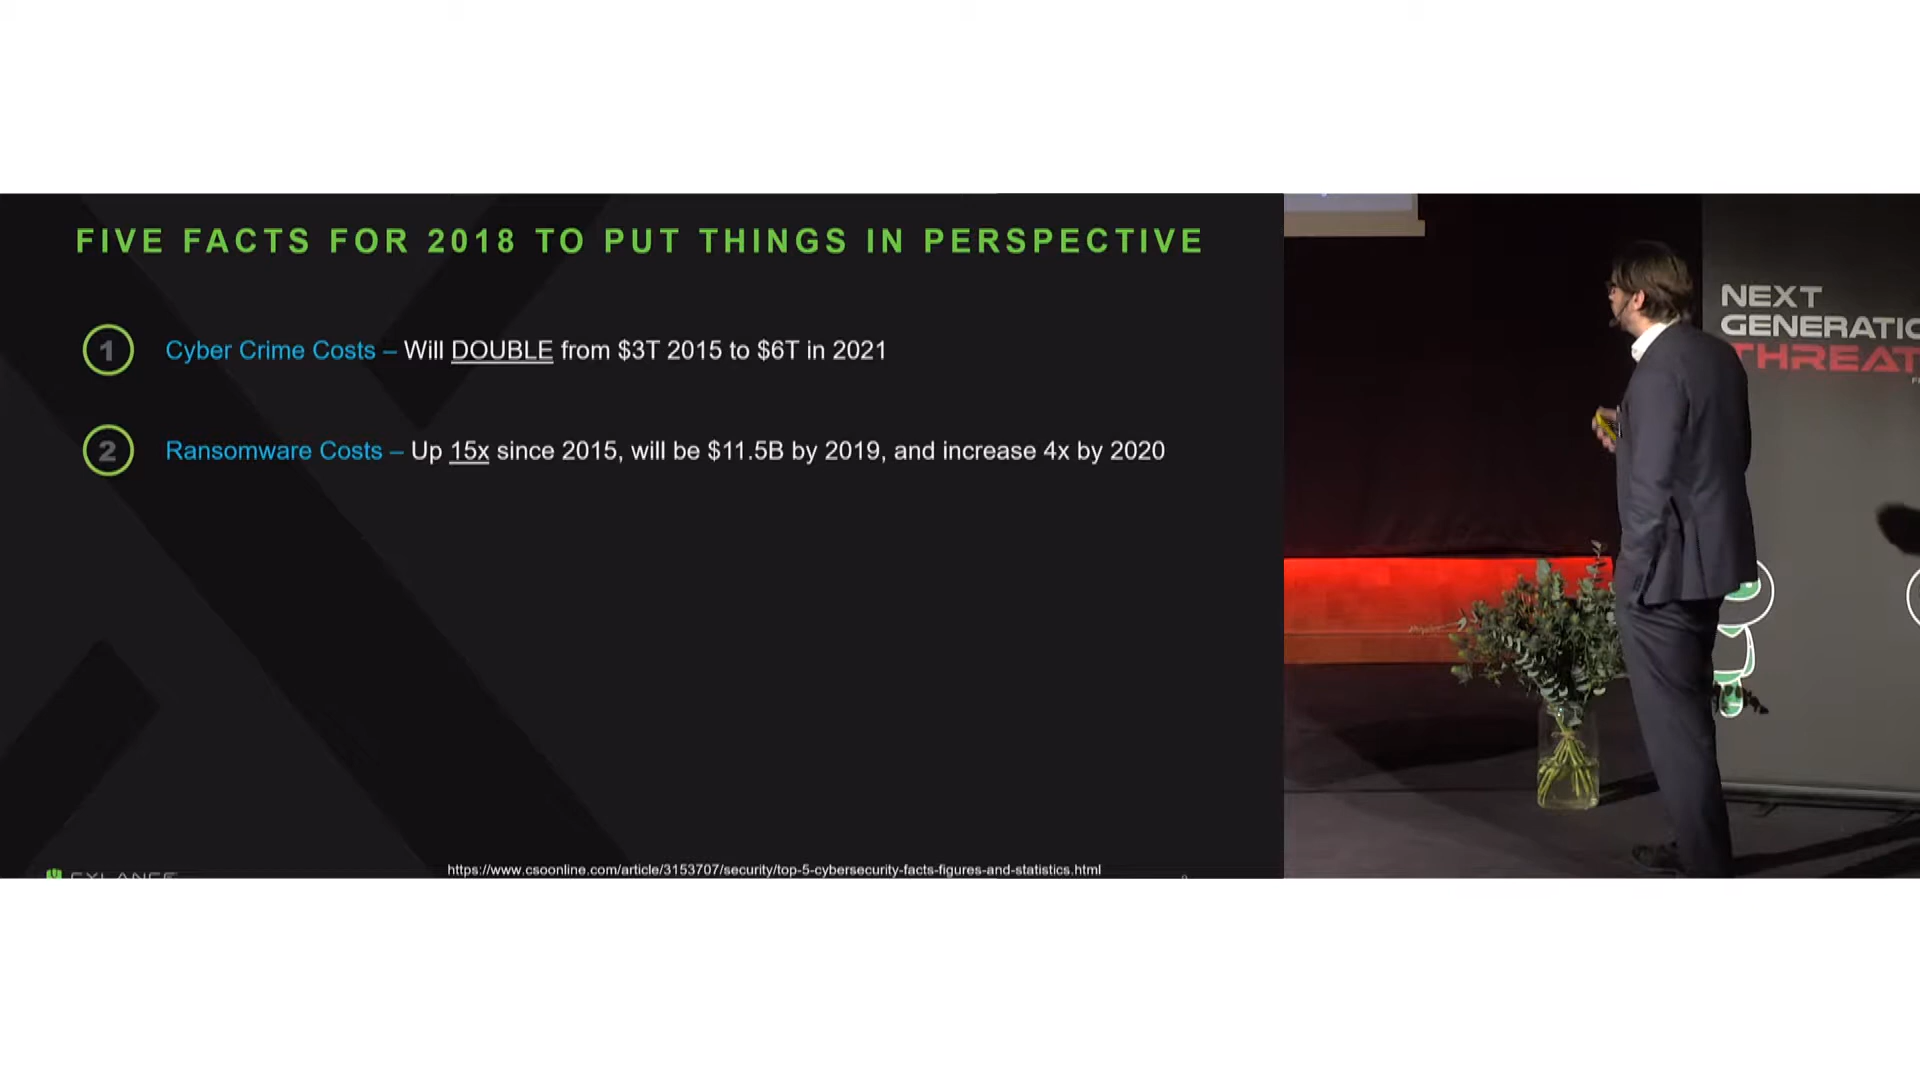 FIVE FACTS FOR 2018 TO PUT THINGS IN PERSPECTIVE
1 Cyber Crime Costs – Will DOUBLE from $3T 2015 to $6T in 2021
2 Ransomware Costs – Up 15x since 2015, will be $11.5B by 2019, and increase 4x by 2020
CYLANCE
https://www.csoonline.com/article/3153707/security/top-5-cybersecurity-facts-figures-and-statistics.html
NEXT
GENERATIO
THREAT